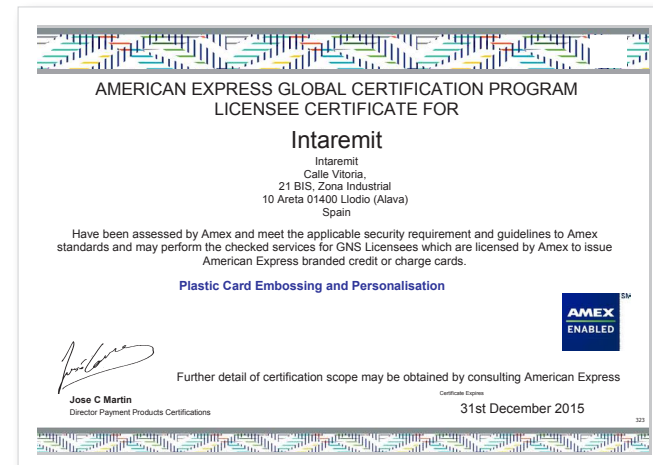 AMERICAN EXPRESS GLOBAL CERTIFICATION PROGRAM
LICENSEE CERTIFICATE FOR
Intaremit
Intaremit
Calle Vitoria,
21 BIS, Zona Industrial
10 Areta 01400 Llodio (Alava)
Spain
Have been assessed by Amex and meet the applicable security requirement and guidelines to Amex
standards and may perform the checked services for GNS Licensees which are licensed by Amex to issue
American Express branded credit or charge cards.
Plastic Card Embossing and Personalisation
SM
AMEX
ENABLED
Further detail of certification scope may be obtained by consulting American Express
Jose C Martin
Director Payment Products Certifications
Certificate Expires
31st December 2015
323